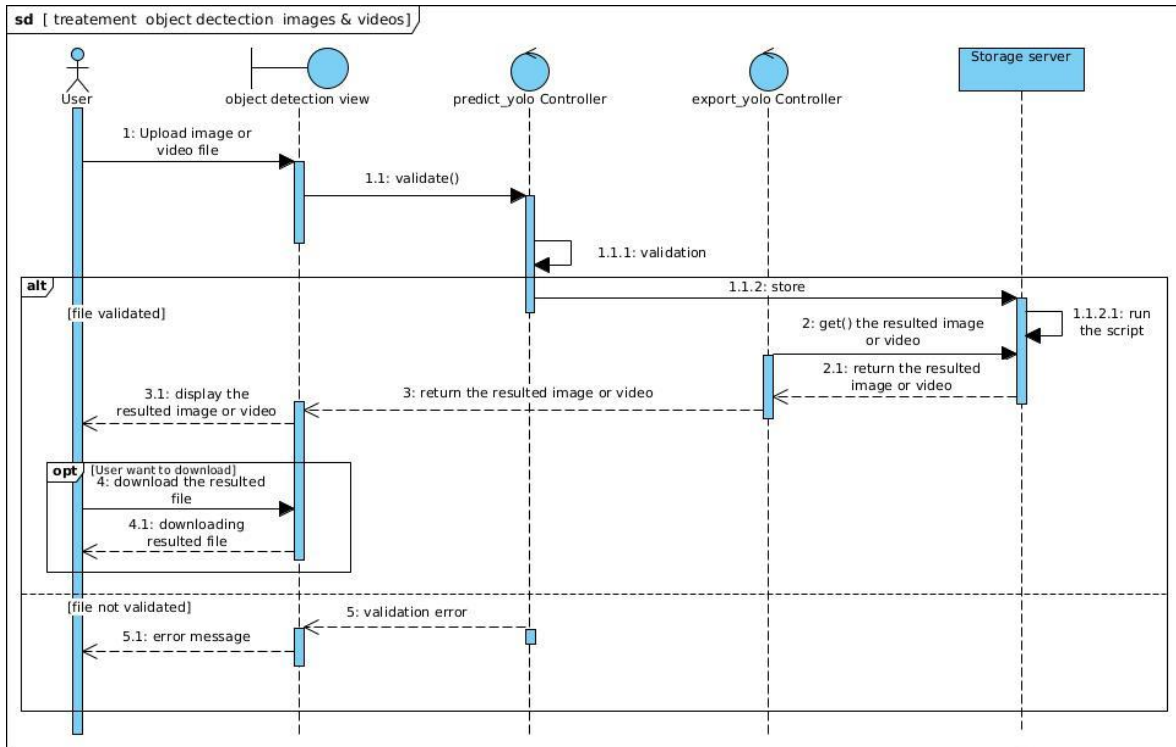 sd [ treatement object dectection images & videos]
User
object detection view
predict_yolo Controller
export_yolo Controller
Storage server
1: Upload image or
video file
1.1: validate()
1.1.1: validation
alt
[file validated]
1.1.2: store
1.1.2.1: run
the script
2: get() the resulted image
or video
2.1: return the resulted
image or video
3: return the resulted image or video
3.1: display the
resulted image or video
opt
[User want to download]
4: download the resulted
file
4.1: downloading
resulted file
[file not validated]
5: validation error
5.1: error message